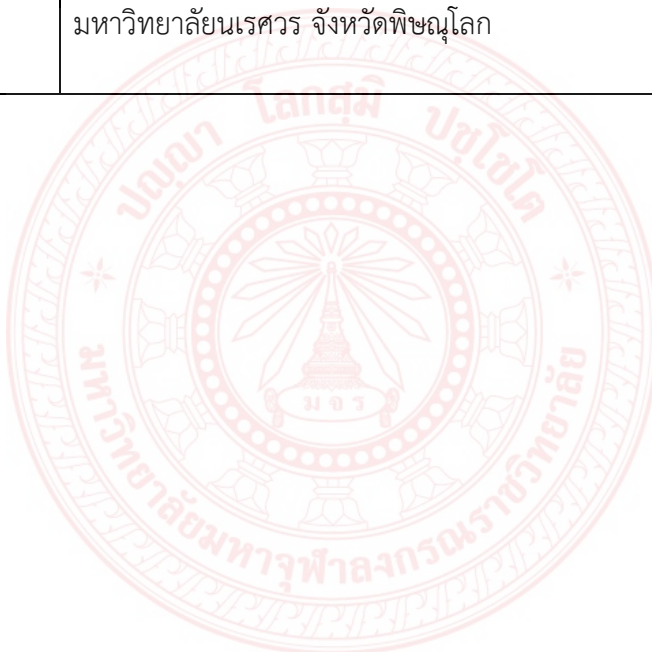 มหาวิทยาลัยนเรศวร จังหวัดพิษณุโลก
ปญฺญา โลกสฺมิ ปชฺโชโต
มจร
มหาวิทยาลัยมหาจุฬาลงกรณราชวิทยาลัย